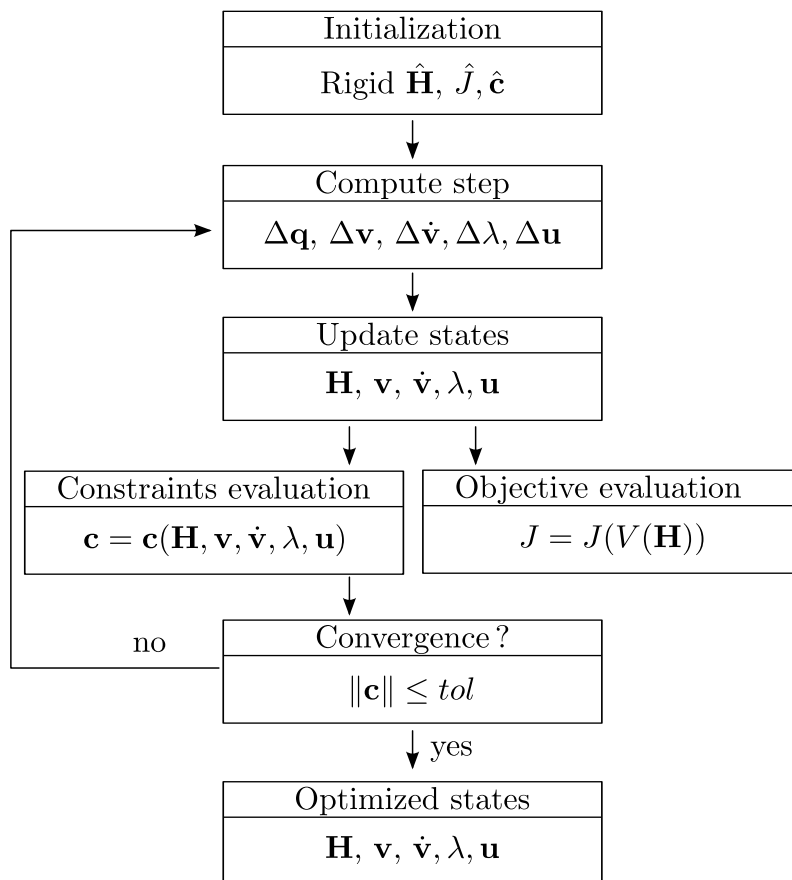 Initialization
Rigid Ĥ, Ĵ, ĉ
Compute step
Δq, Δv, Δv̇, Δλ, Δu
Update states
H, v, v̇, λ, u
Constraints evaluation
c = c(H, v, v̇, λ, u)
Objective evaluation
J = J(V(H))
no
Convergence ?
‖c‖ ≤ tol
yes
Optimized states
H, v, v̇, λ, u